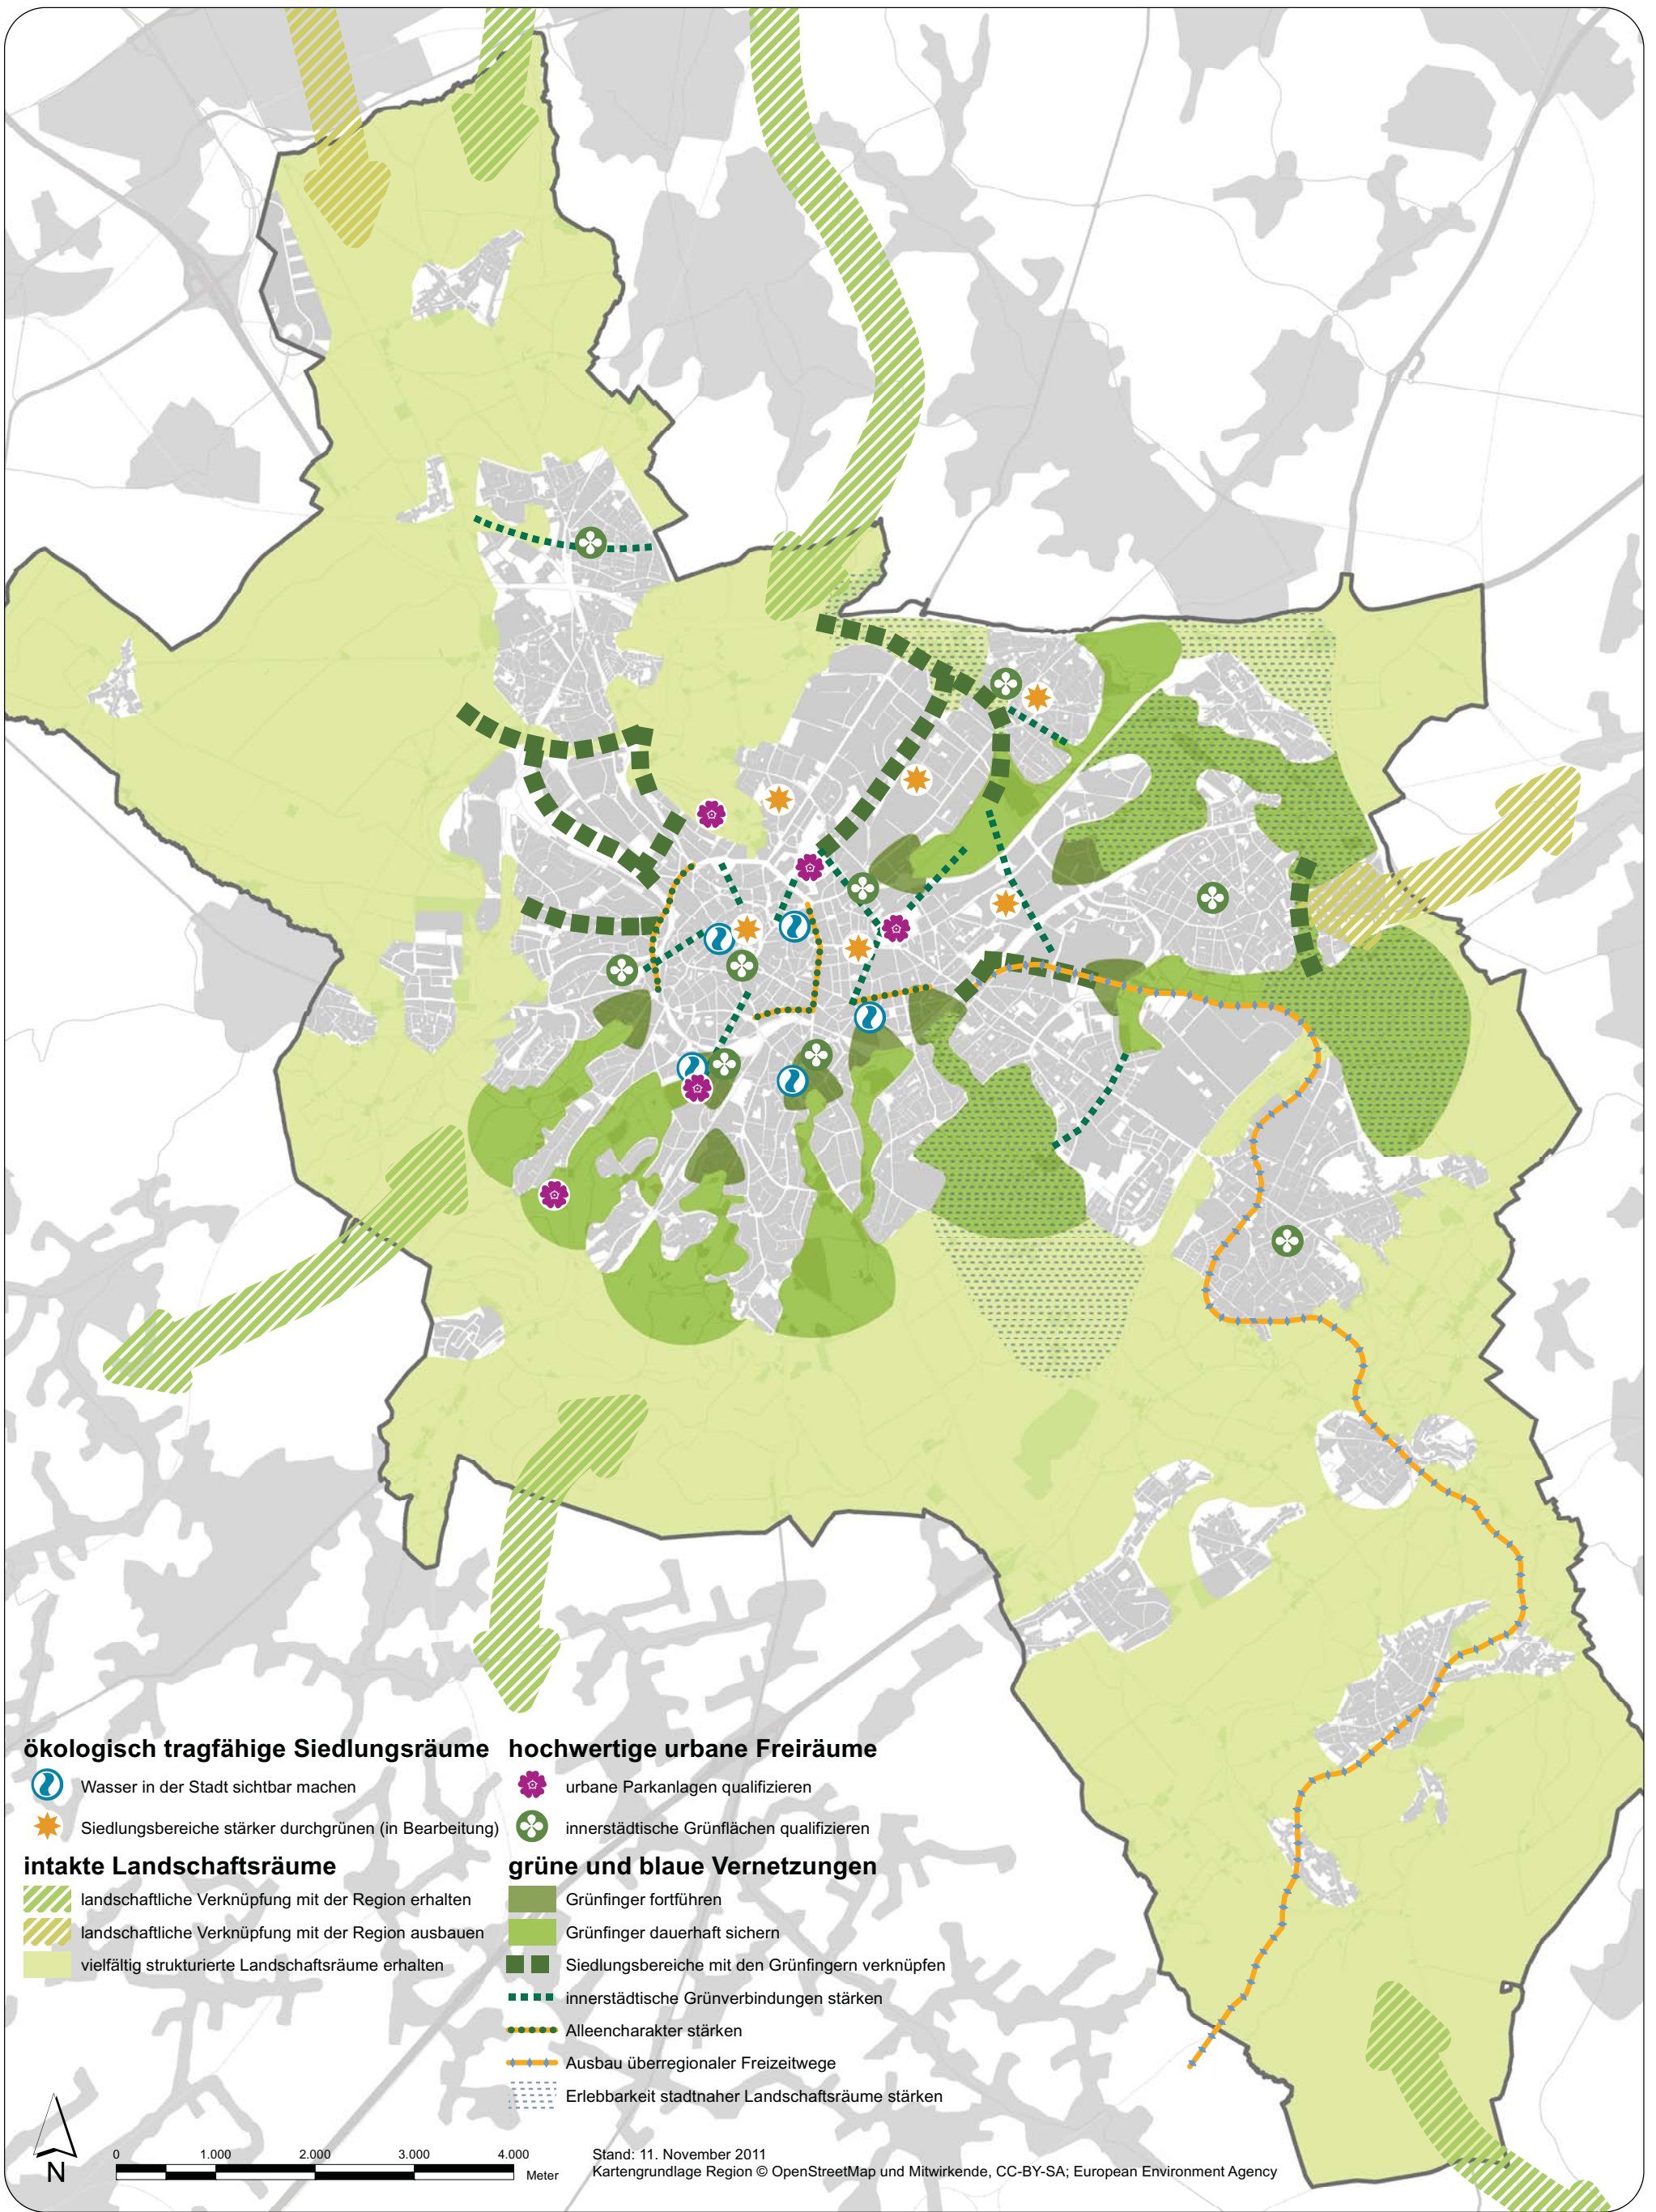 ökologisch tragfähige Siedlungsräume
Wasser in der Stadt sichtbar machen
Siedlungsbereiche stärker durchgrünen (in Bearbeitung)
intakte Landschaftsräume
landschaftliche Verknüpfung mit der Region erhalten
landschaftliche Verknüpfung mit der Region ausbauen
vielfältig strukturierte Landschaftsräume erhalten
hochwertige urbane Freiräume
urbane Parkanlagen qualifizieren
innerstädtische Grünflächen qualifizieren
grüne und blaue Vernetzungen
Grünfinger fortführen
Grünfinger dauerhaft sichern
Siedlungsbereiche mit den Grünfingern verknüpfen
innerstädtische Grünverbindungen stärken
Alleencharakter stärken
Ausbau überregionaler Freizeitwege
Erlebbarkeit stadtnaher Landschaftsräume stärken
N
0 1.000 2.000 3.000 4.000
Meter
Stand: 11. November 2011
Kartengrundlage Region © OpenStreetMap und Mitwirkende, CC-BY-SA; European Environment Agency